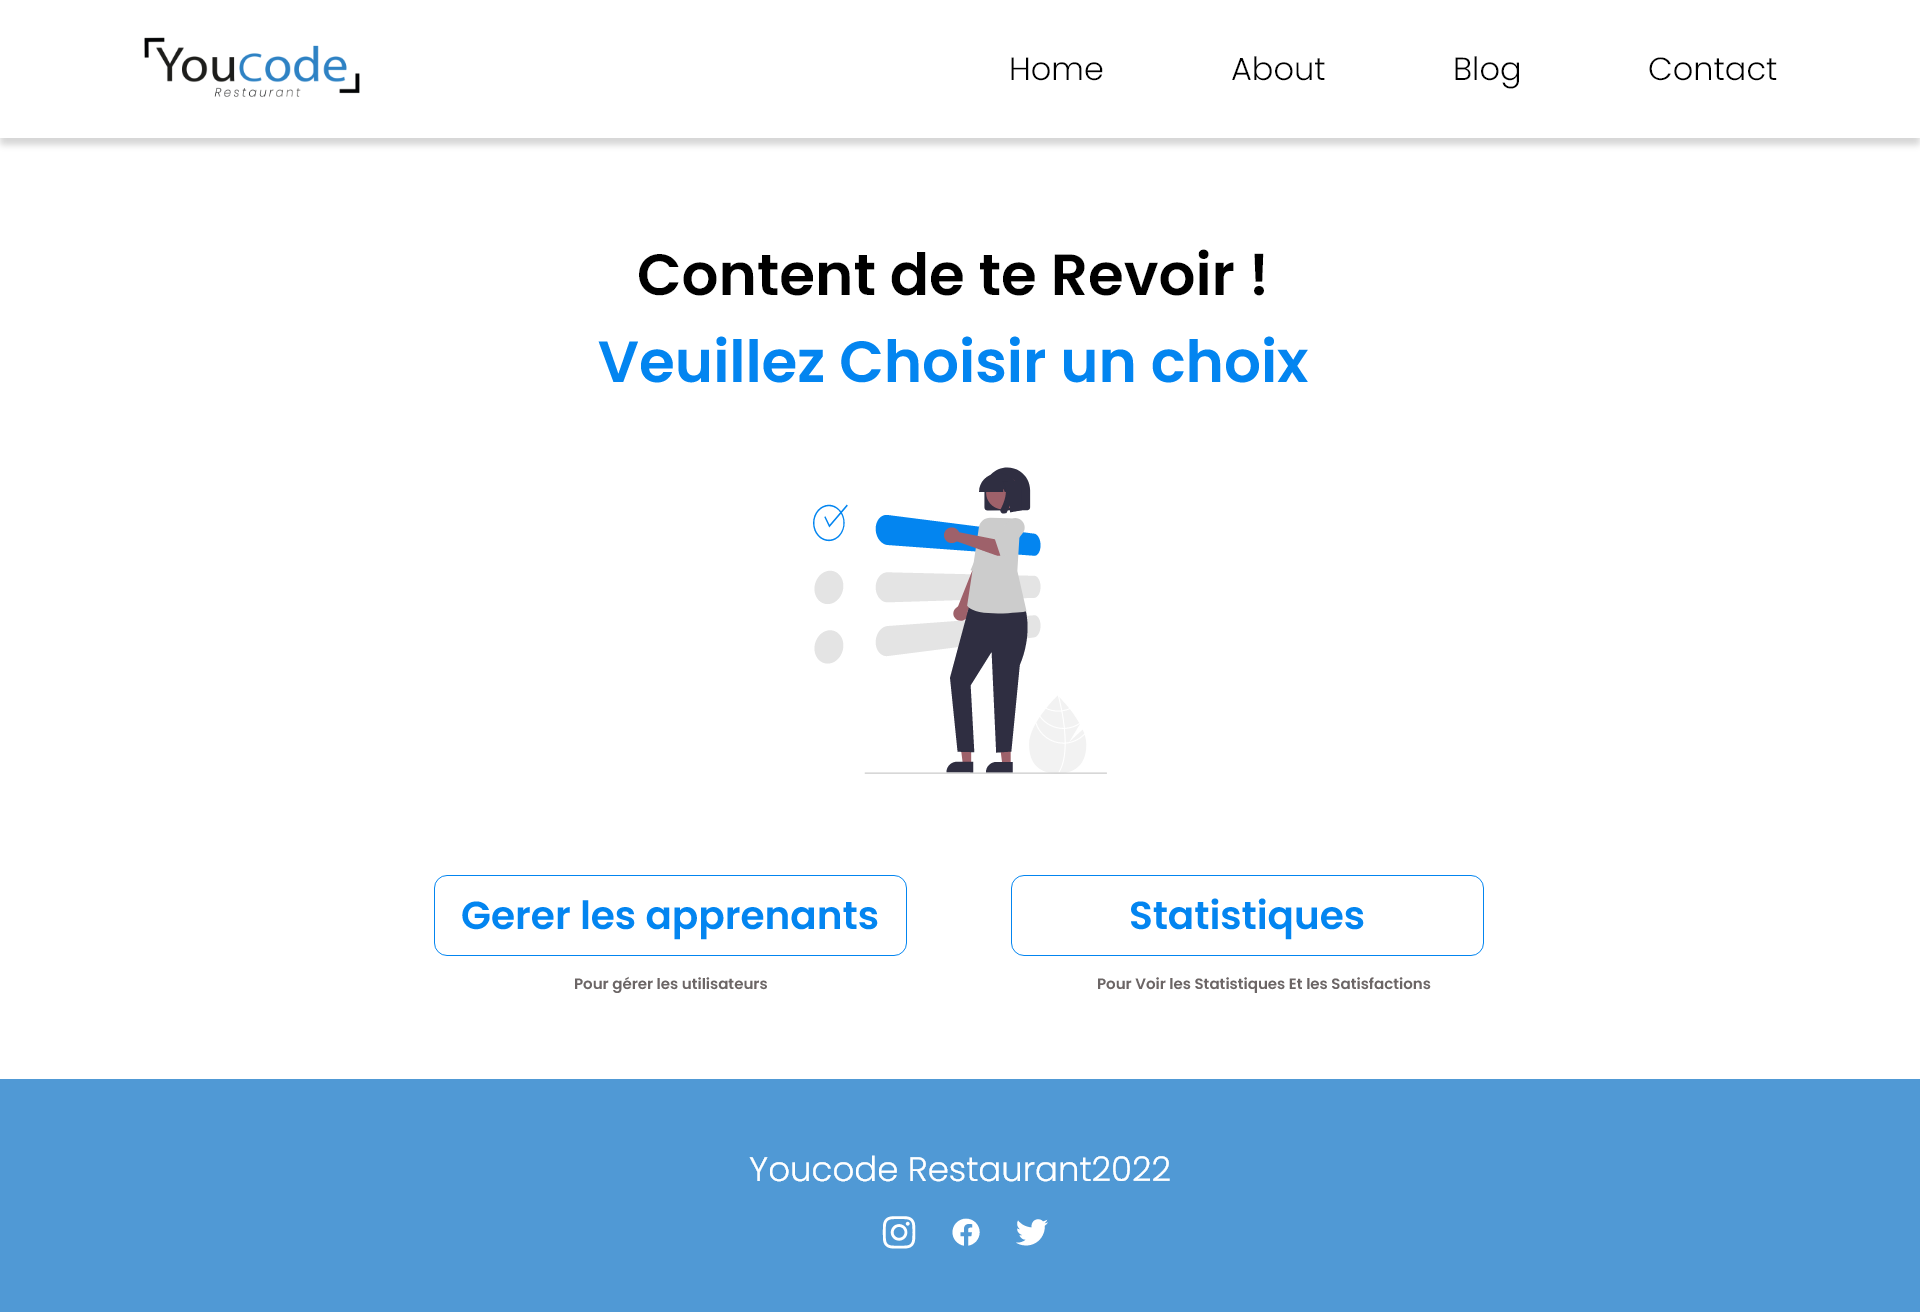 Youcode
Restaurant
Home
About
Blog
Contact
Content de te Revoir !
Veuillez Choisir un choix
Gerer les apprenants
Statistiques
Pour gérer les utilisateurs
Pour Voir les Statistiques Et les Satisfactions
Youcode Restaurant2022